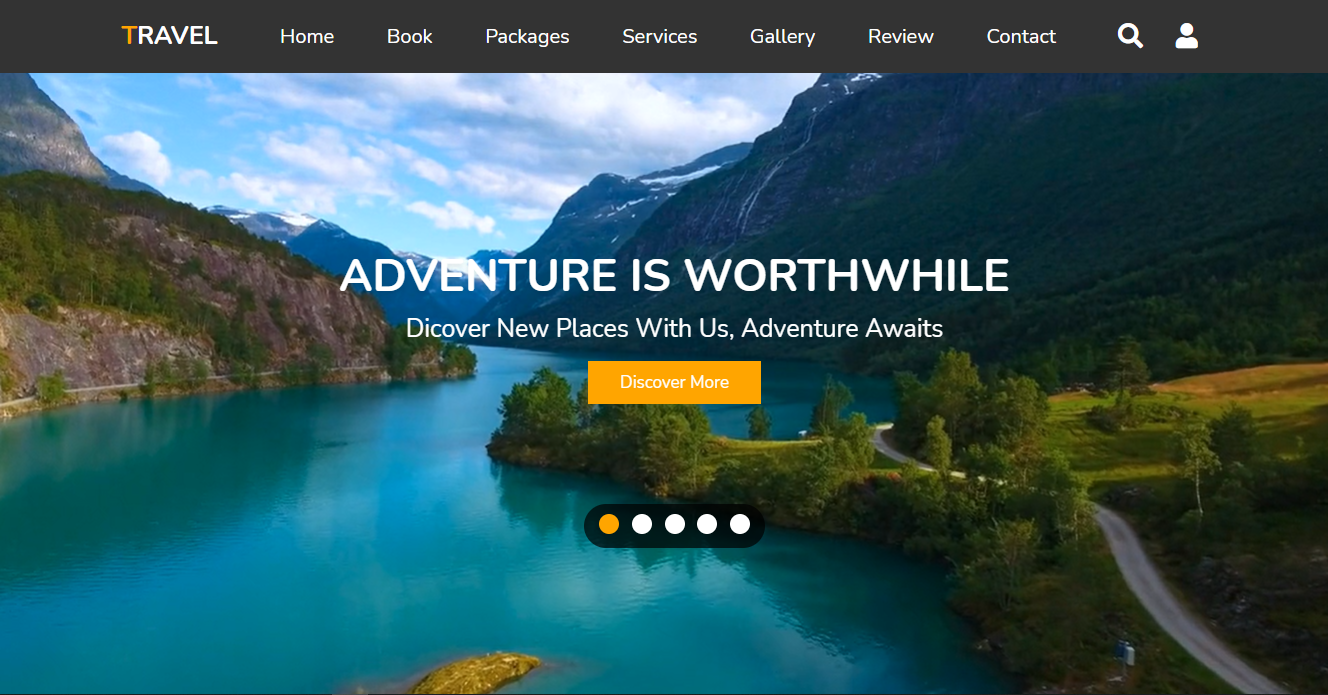 TRAVEL Home Book Packages Services Gallery Review Contact
ADVENTURE IS WORTHWHILE
Dicover New Places With Us, Adventure Awaits
Discover More